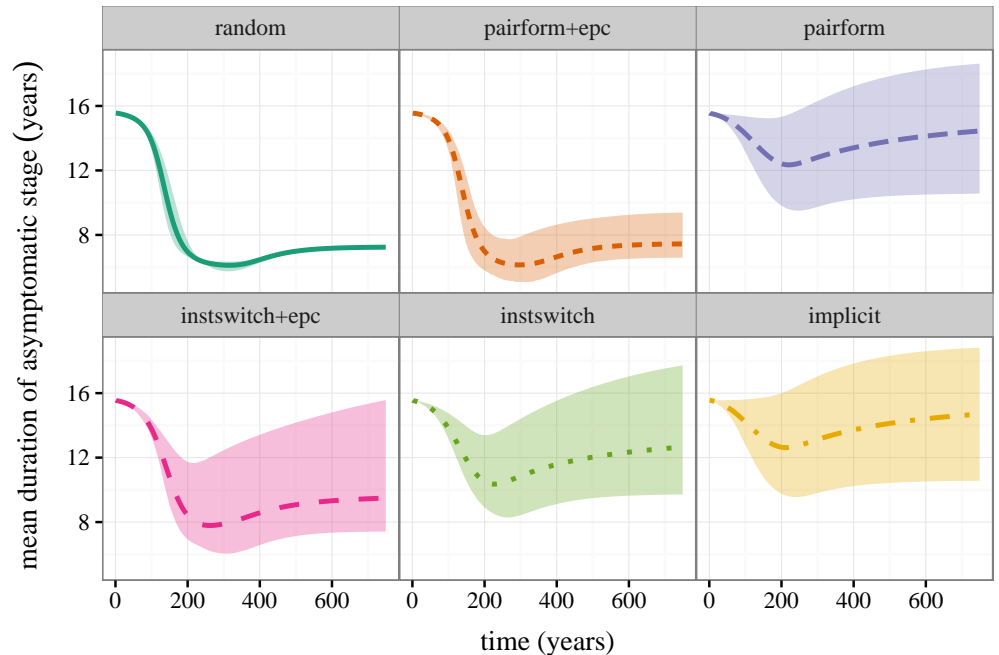 random pairform+epc pairform
16
12
8
instswitch+epc instswitch implicit
16
12
8
0 200 400 600 0 200 400 600 0 200 400 600
time (years)
mean duration of asymptomatic stage (years)